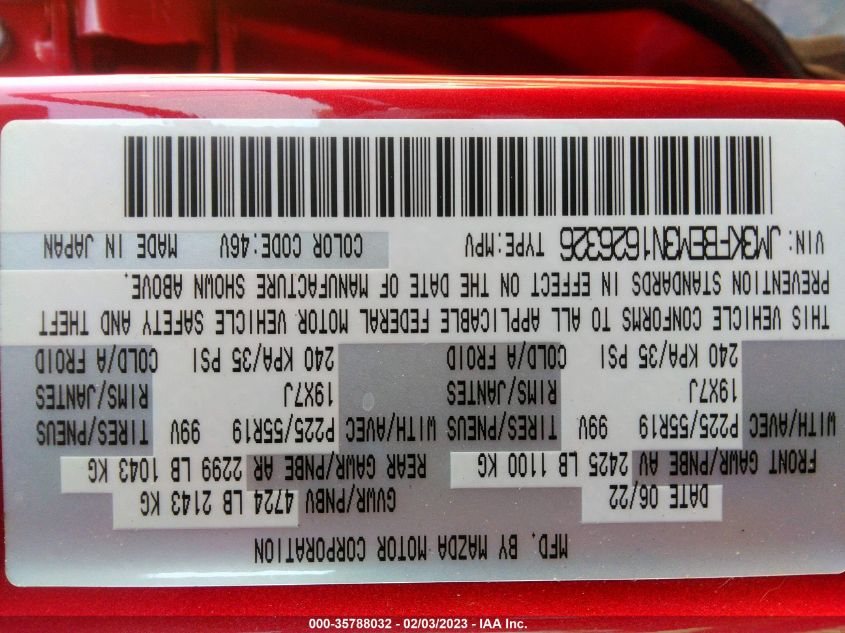 MFD. BY MAZDA MOTOR CORPORATION
DATE 06/22 GVWR/PNBV 4724 LB 2143 KG
FRONT GAWR/PNBE AV 2425 LB 1100 KG REAR GAWR/PNBE AR 2299 LB 1043 KG
WITH/AVEC P225/55R19 99V TIRES/PNEUS WITH/AVEC P225/55R19 99V TIRES/PNEUS
19X7J RIMS/JANTES 19X7J RIMS/JANTES
240 KPA/35 PSI COLD/A FROID 240 KPA/35 PSI COLD/A FROID
THIS VEHICLE CONFORMS TO ALL APPLICABLE FEDERAL MOTOR VEHICLE SAFETY AND THEFT
PREVENTION STANDARDS IN EFFECT ON THE DATE OF MANUFACTURE SHOWN ABOVE.
VIN: JM3KFBEM3N1626326 TYPE:MPV COLOR CODE:46V MADE IN JAPAN
000-35788032 - 02/03/2023 - IAA Inc.